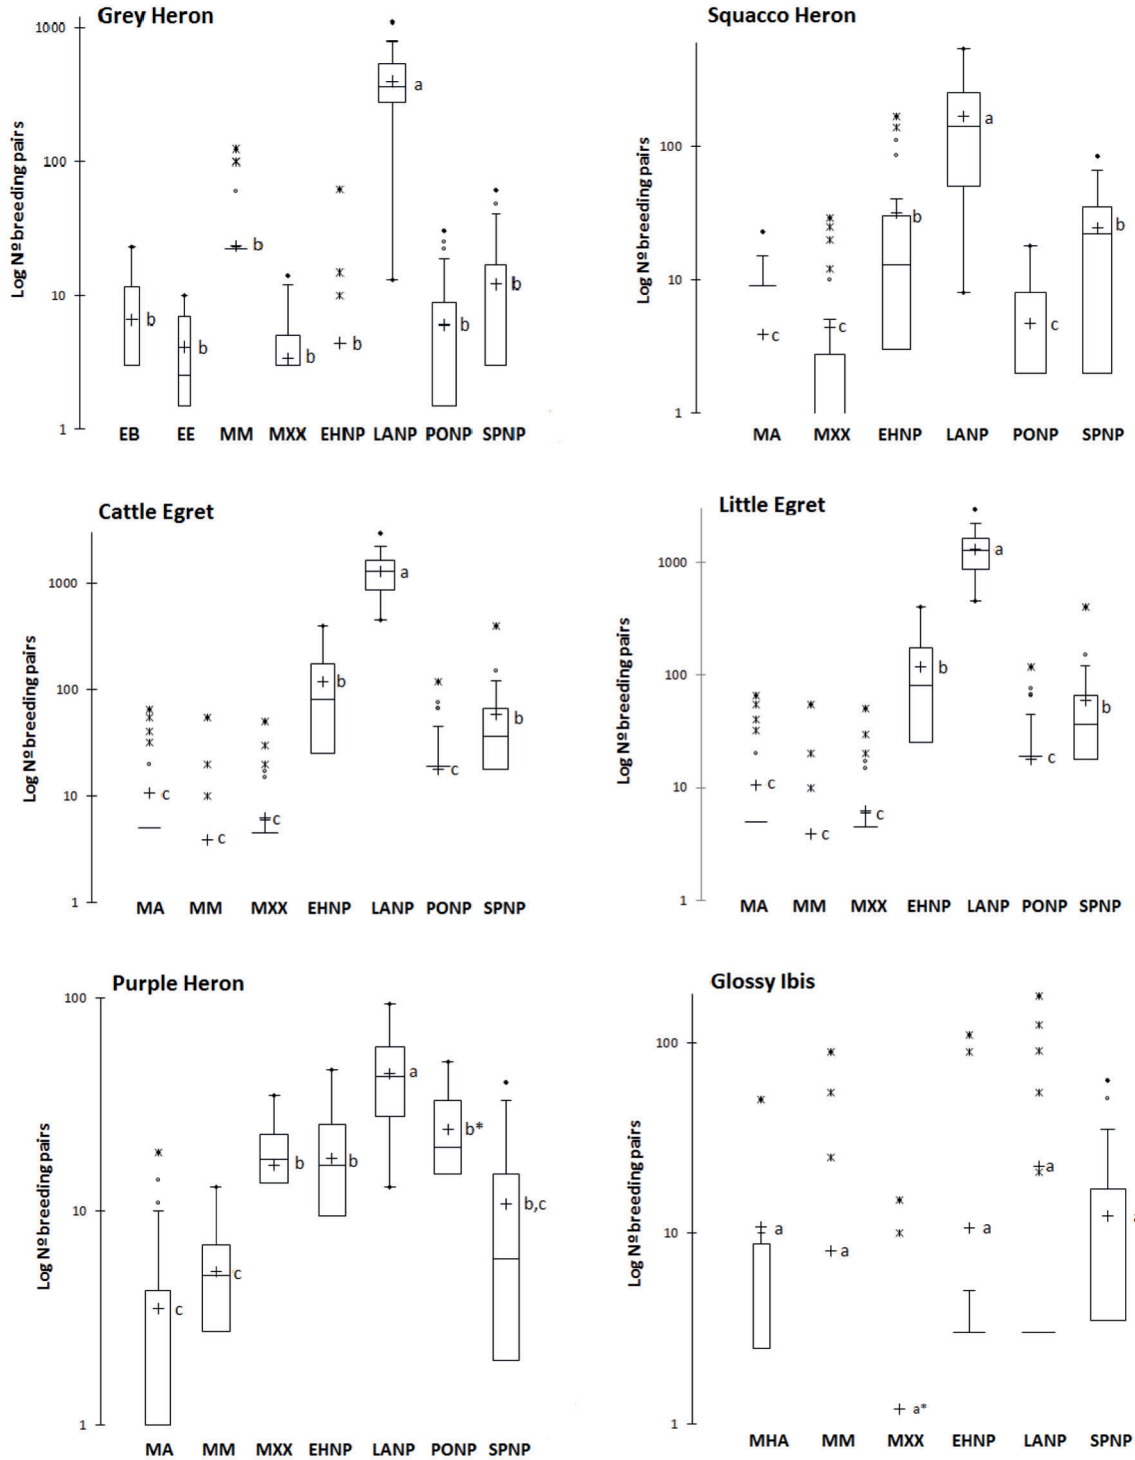 Grey Heron
Log Nº breeding pairs
1000
100
10
1
b
b
b
b
b
a
b
b
EB EE MM MXX EHNP LANP PONP SPNP
Squacco Heron
Log Nº breeding pairs
100
10
1
c
c
b
a
c
b
MA MXX EHNP LANP PONP SPNP
Cattle Egret
Log Nº breeding pairs
1000
100
10
1
c
c
c
b
a
c
b
MA MM MXX EHNP LANP PONP SPNP
Little Egret
Log Nº breeding pairs
1000
100
10
1
c
c
c
b
a
c
b
MA MM MXX EHNP LANP PONP SPNP
Purple Heron
Log Nº breeding pairs
100
10
1
c
c
b
b
a
b*
b,c
MA MM MXX EHNP LANP PONP SPNP
Glossy Ibis
Log Nº breeding pairs
100
10
1
a
a
a*
a
a
MHA MM MXX EHNP LANP SPNP